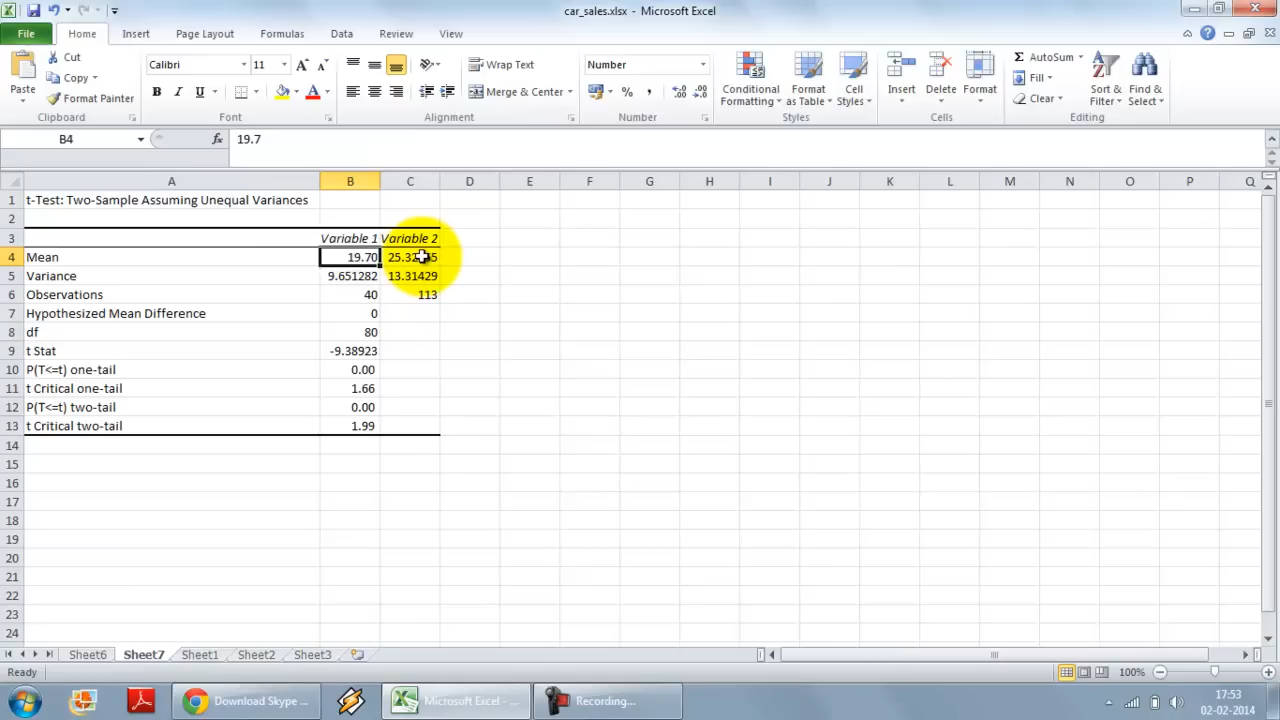 car_sales.xlsx - Microsoft Excel
File Home Insert Page Layout Formulas Data Review View
Paste Cut Copy Format Painter Clipboard
Calibri 11 B I U A A A Font
Wrap Text Merge & Center Alignment
Number % , Number
Conditional Formatting Format as Table Cell Styles Styles
Insert Delete Format Cells
AutoSum Fill Clear Sort & Filter Find & Select Editing
B4 fx 19.7
A B C D E F G H I J K L M N O P Q
1 t-Test: Two-Sample Assuming Unequal Variances
2
3 Variable 1 Variable 2
4 Mean 19.70
5 Variance 9.651282 13.31429
6 Observations 40 113
7 Hypothesized Mean Difference 0
8 df 80
9 t Stat -9.38923
10 P(T<=t) one-tail 0.00
11 t Critical one-tail 1.66
12 P(T<=t) two-tail 0.00
13 t Critical two-tail 1.99
14
15
16
17
18
19
20
21
22
23
24
Sheet6 Sheet7 Sheet1 Sheet2 Sheet3
Ready 100%
Download Skype ... Microsoft Excel - ... Recording... 17:53
02-02-2014